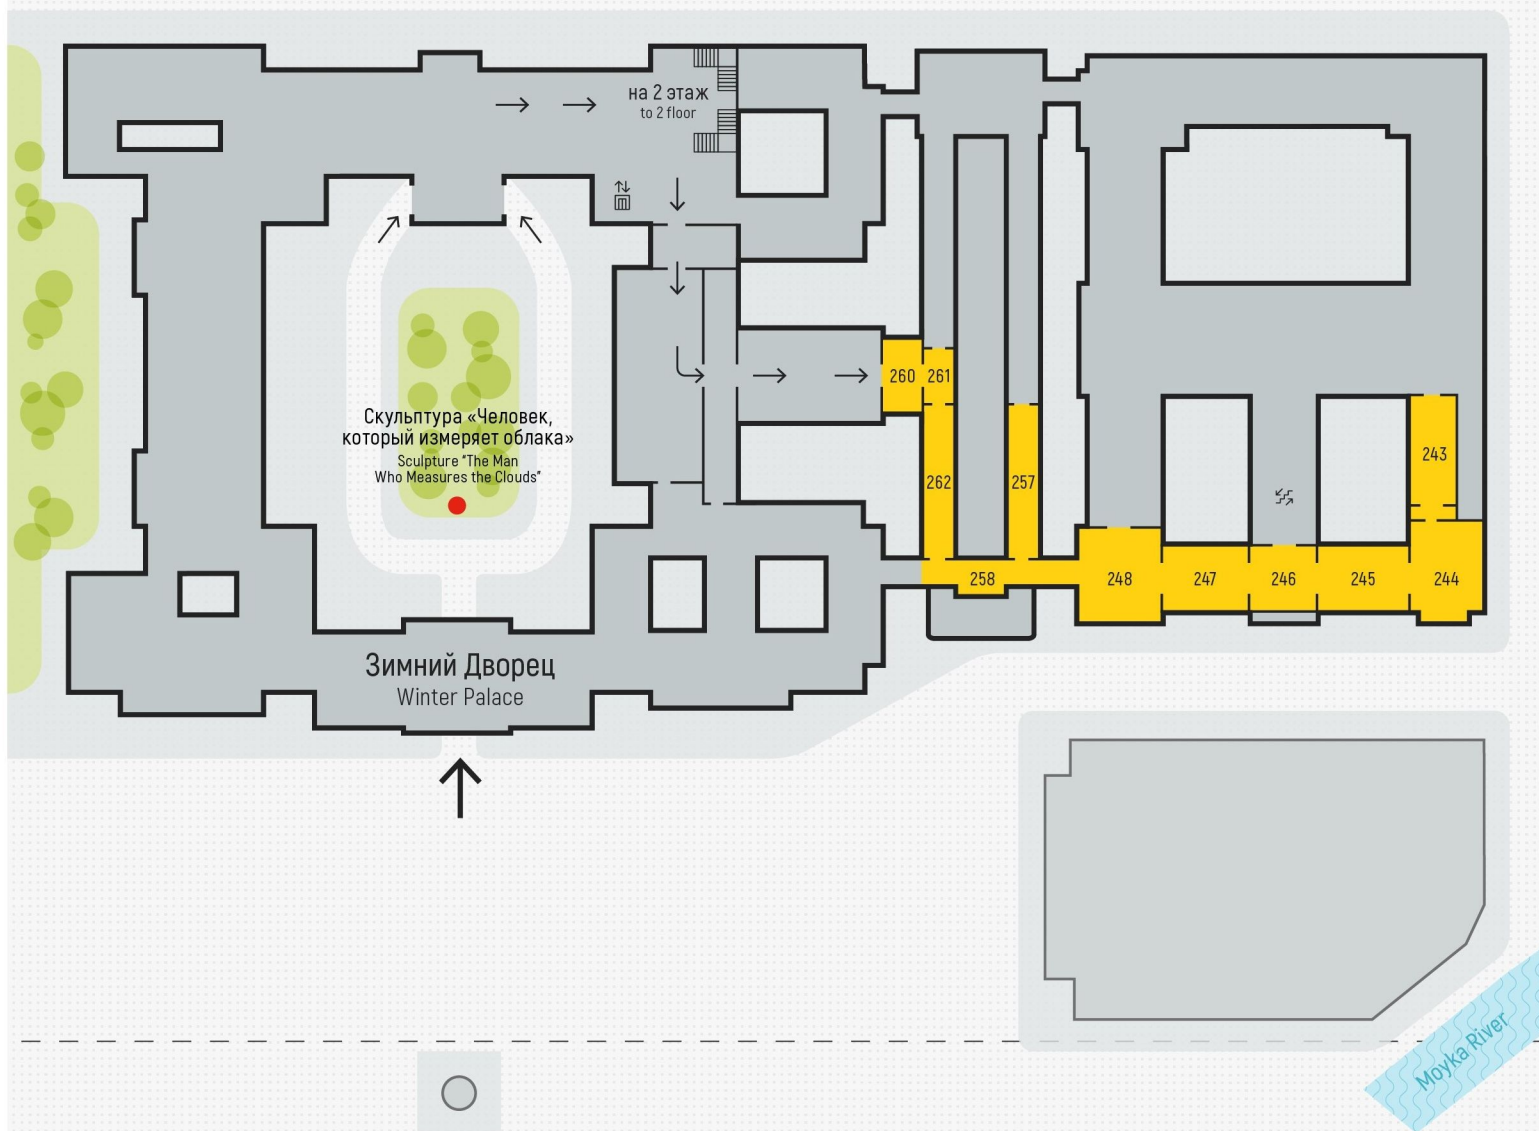 на 2 этаж
to 2 floor
Скульптура «Человек,
который измеряет облака»
Sculpture "The Man
Who Measures the Clouds"
260
261
262
257
258
243
248
247
246
245
244
Зимний Дворец
Winter Palace
Moyka River